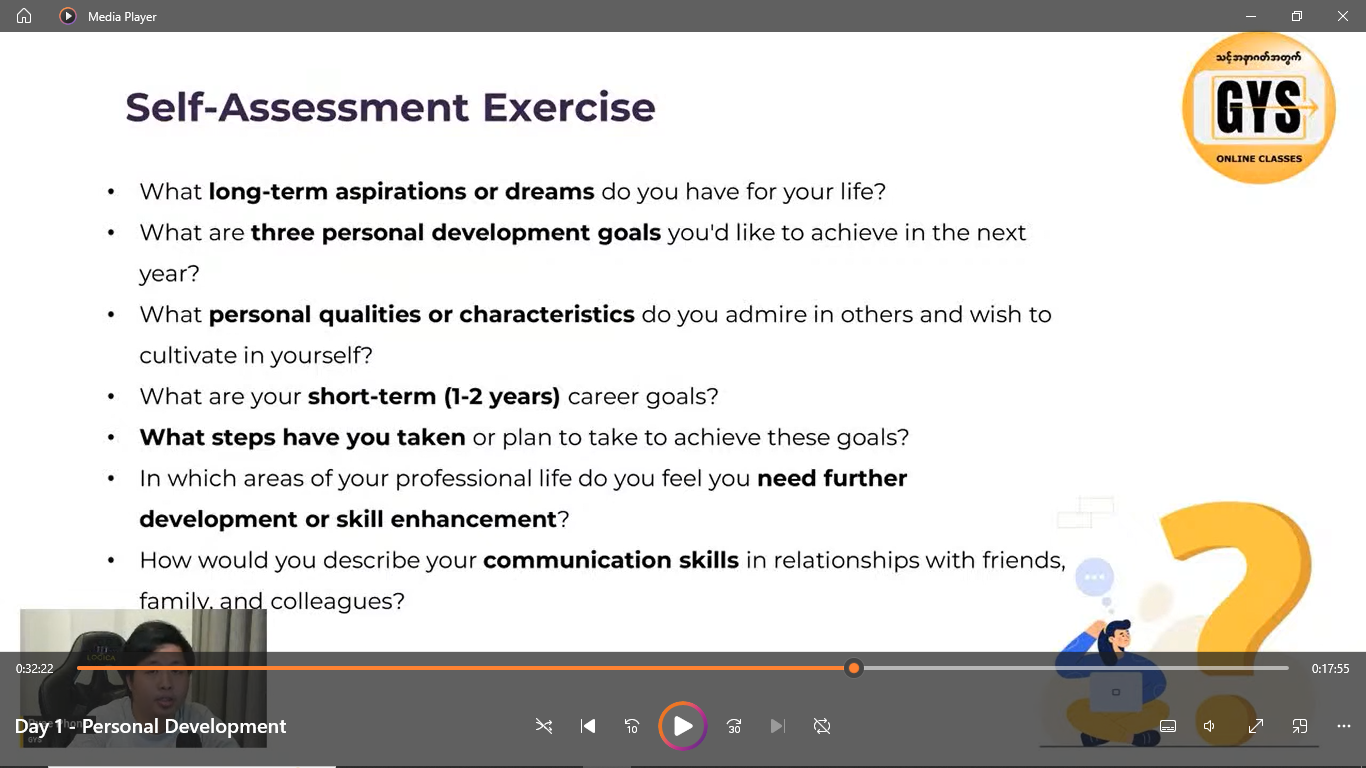 Media Player
သင့်အနာဂတ်အတွက်
GYS
ONLINE CLASSES
Self-Assessment Exercise
• What long-term aspirations or dreams do you have for your life?
• What are three personal development goals you'd like to achieve in the next
year?
• What personal qualities or characteristics do you admire in others and wish to
cultivate in yourself?
• What are your short-term (1-2 years) career goals?
• What steps have you taken or plan to take to achieve these goals?
• In which areas of your professional life do you feel you need further
development or skill enhancement?
• How would you describe your communication skills in relationships with friends,
family, and colleagues?
0:32:22
0:17:55
Day 1 - Personal Development
10
30